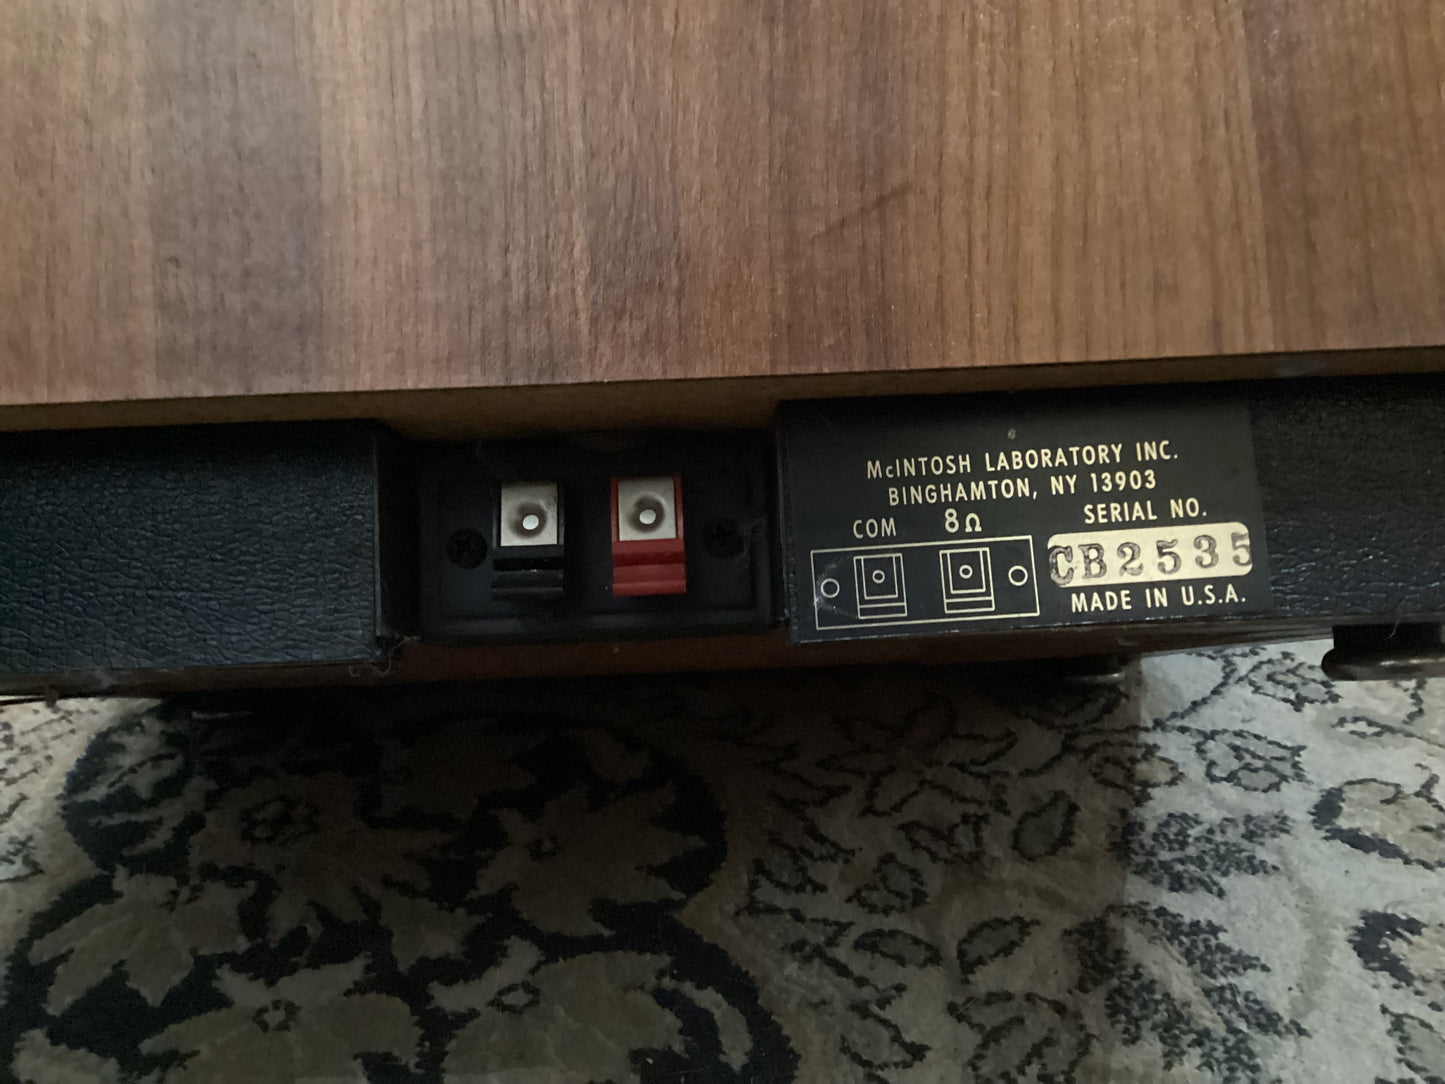 McINTOSH LABORATORY INC.
BINGHAMTON, NY 13903
COM 8Ω SERIAL NO.
CB2535
MADE IN U.S.A.